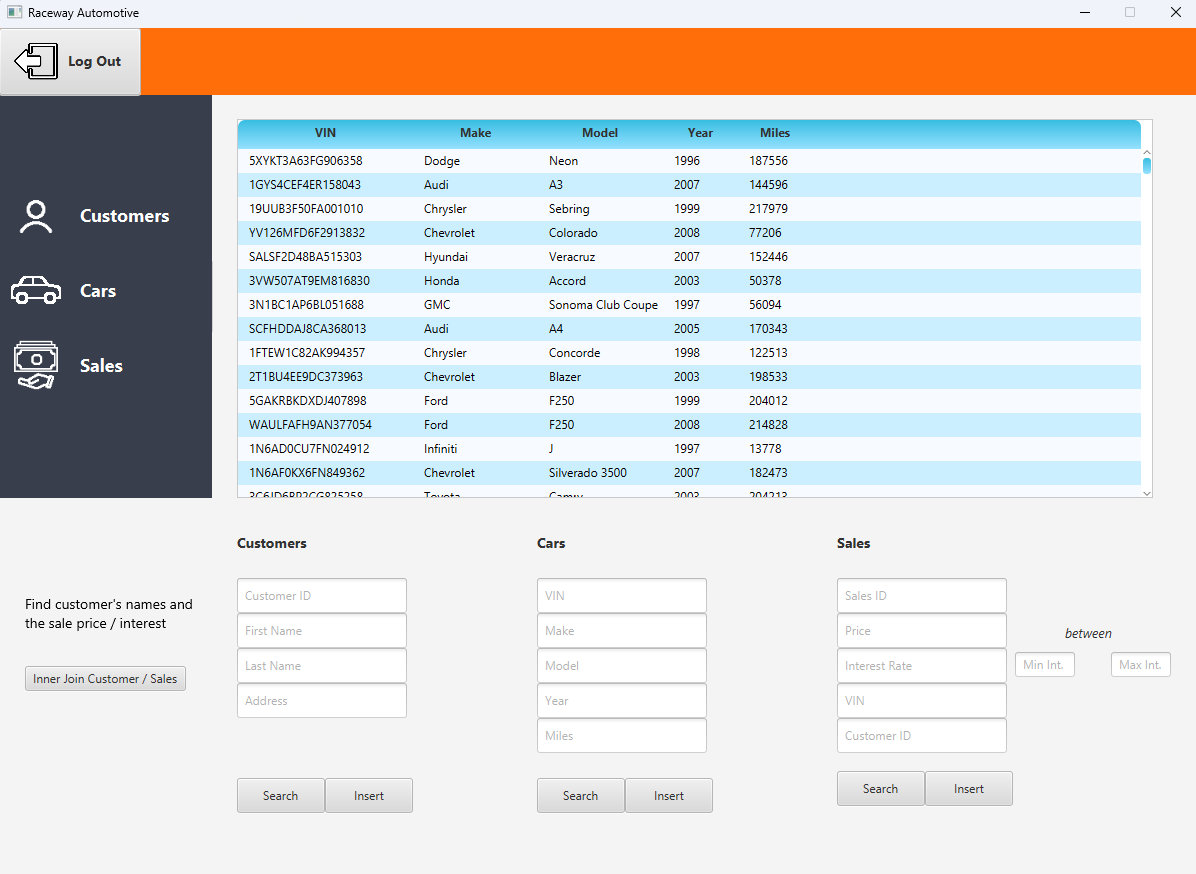 Raceway Automotive
Log Out
Customers
Cars
Sales
VIN Make Model Year Miles
5XYKT3A63FG906358 Dodge Neon 1996 187556
1GYS4CEF4ER158043 Audi A3 2007 144596
19UUB3F50FA001010 Chrysler Sebring 1999 217979
YV126MFD6F2913832 Chevrolet Colorado 2008 77206
SALSF2D48BA515303 Hyundai Veracruz 2007 152446
3VW507AT9EM816830 Honda Accord 2003 50378
3N1BC1AP6BL051688 GMC Sonoma Club Coupe 1997 56094
SCFHDDAJ8CA368013 Audi A4 2005 170343
1FTEW1C82AK994357 Chrysler Concorde 1998 122513
2T1BU4EE9DC373963 Chevrolet Blazer 2003 198533
5GAKRBKDXDJ407898 Ford F250 1999 204012
WAULFAFH9AN377054 Ford F250 2008 214828
1N6AD0CU7FN024912 Infiniti J 1997 13778
1N6AF0KX6FN849362 Chevrolet Silverado 3500 2007 182473
Toyota Camry 2003 204213
Find customer's names and
the sale price / interest
Inner Join Customer / Sales
Customers
Customer ID
First Name
Last Name
Address
Search Insert
Cars
VIN
Make
Model
Year
Miles
Search Insert
Sales
Sales ID
Price
Interest Rate
VIN
Customer ID
between
Min Int. Max Int.
Search Insert